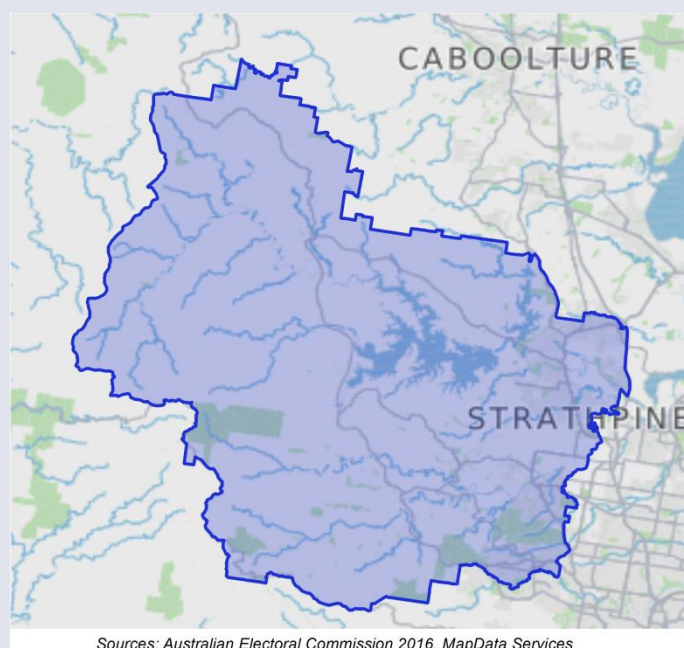 CABOOLTURE
STRATHPINE
Sources: Australian Electoral Commission 2016, MapData Services